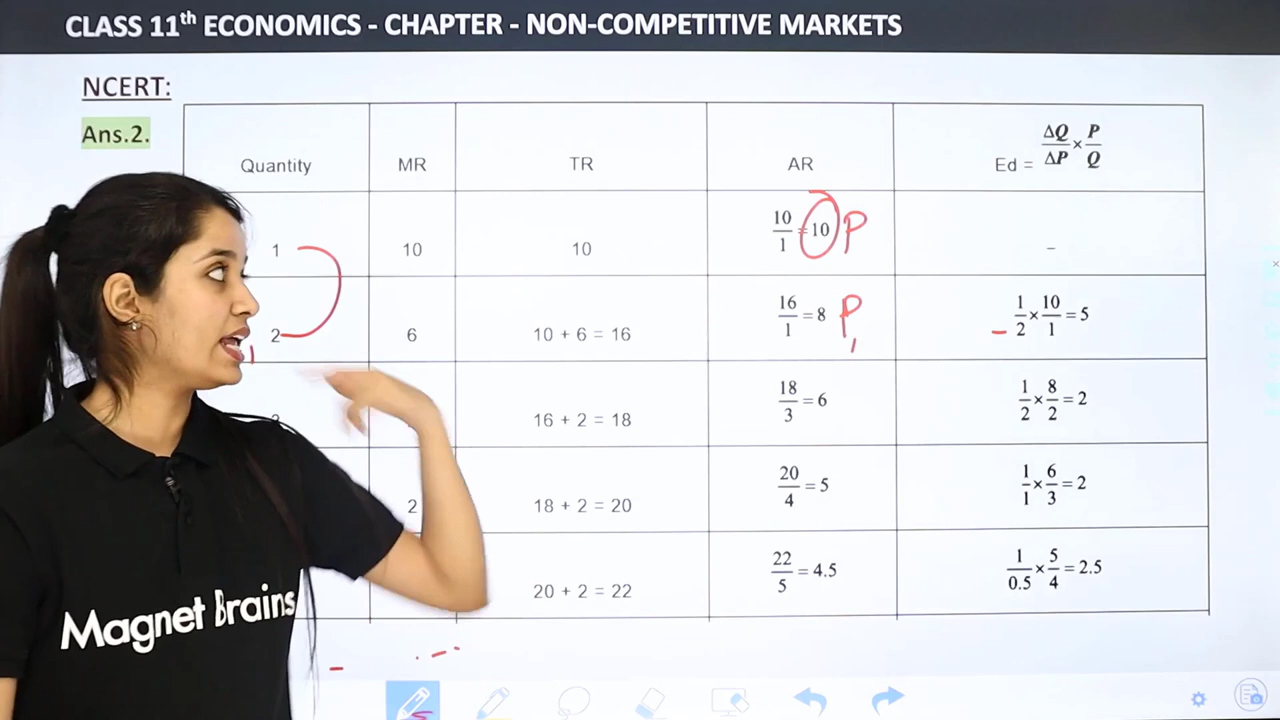 CLASS 11th ECONOMICS - CHAPTER - NON-COMPETITIVE MARKETS
NCERT:
Ans.2.
Quantity MR TR AR Ed = ΔQ/ΔP × P/Q
1 10 10 10/1 = 10 P –
2 6 10 + 6 = 16 16/1 = 8 P1 - 1/2 × 10/1 = 5
16 + 2 = 18 18/3 = 6 1/2 × 8/2 = 2
2 18 + 2 = 20 20/4 = 5 1/1 × 6/3 = 2
20 + 2 = 22 22/5 = 4.5 1/0.5 × 5/4 = 2.5
Magnet Brains